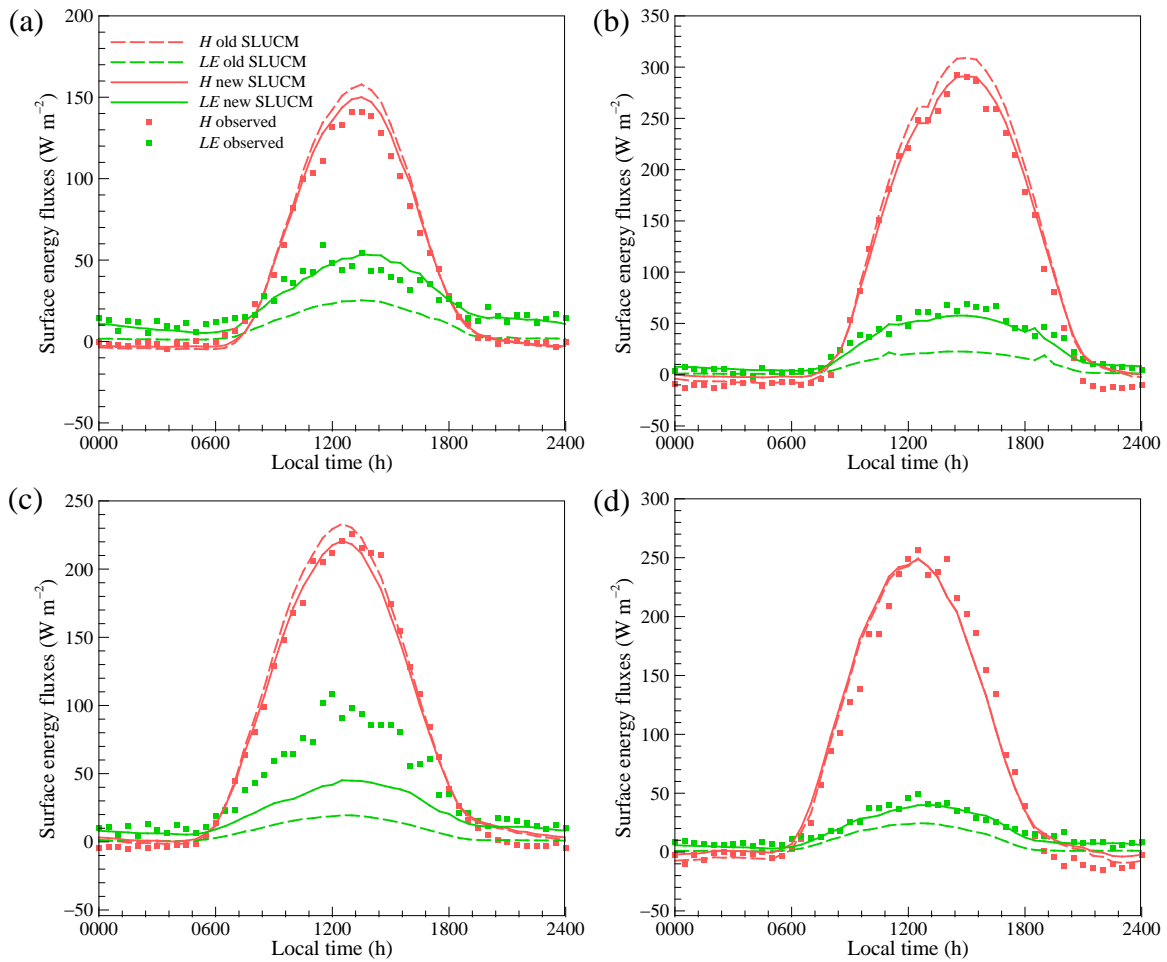 (a)
200
150
100
50
0
−50
Surface energy fluxes (W m⁻²)
H old SLUCM
LE old SLUCM
H new SLUCM
LE new SLUCM
H observed
LE observed
0000 0600 1200 1800 2400
Local time (h)
(b)
350
300
250
200
150
100
50
0
−50
Surface energy fluxes (W m⁻²)
0000 0600 1200 1800 2400
Local time (h)
(c)
250
200
150
100
50
0
−50
Surface energy fluxes (W m⁻²)
0000 0600 1200 1800 2400
Local time (h)
(d)
300
250
200
150
100
50
0
−50
Surface energy fluxes (W m⁻²)
0000 0600 1200 1800 2400
Local time (h)